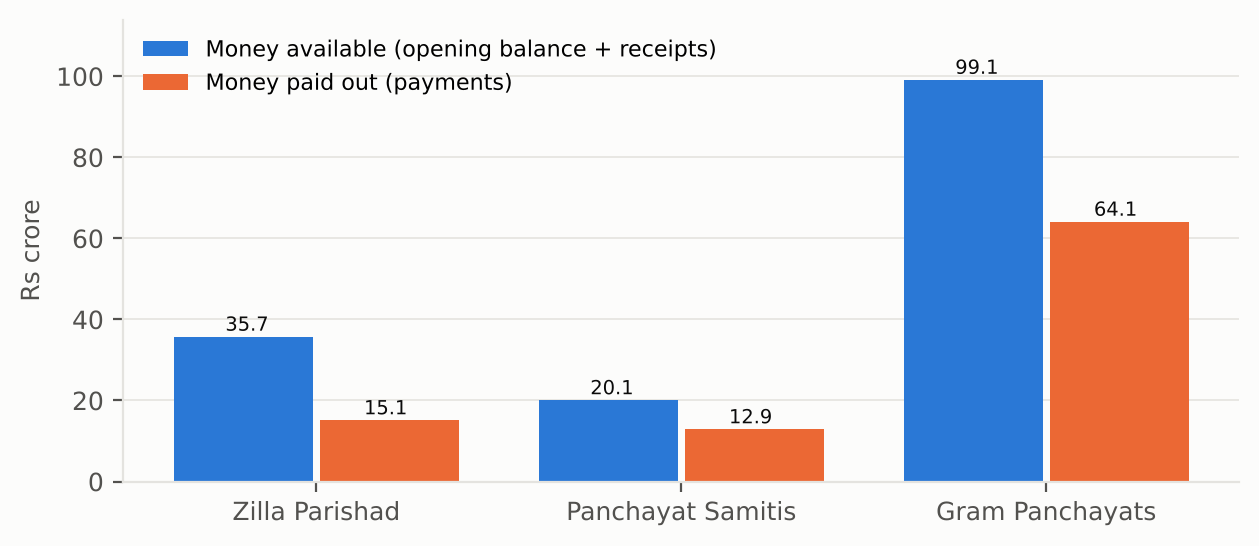 Money available (opening balance + receipts)
Money paid out (payments)
Rs crore
100
80
60
40
20
0
35.7
15.1
20.1
12.9
99.1
64.1
Zilla Parishad
Panchayat Samitis
Gram Panchayats